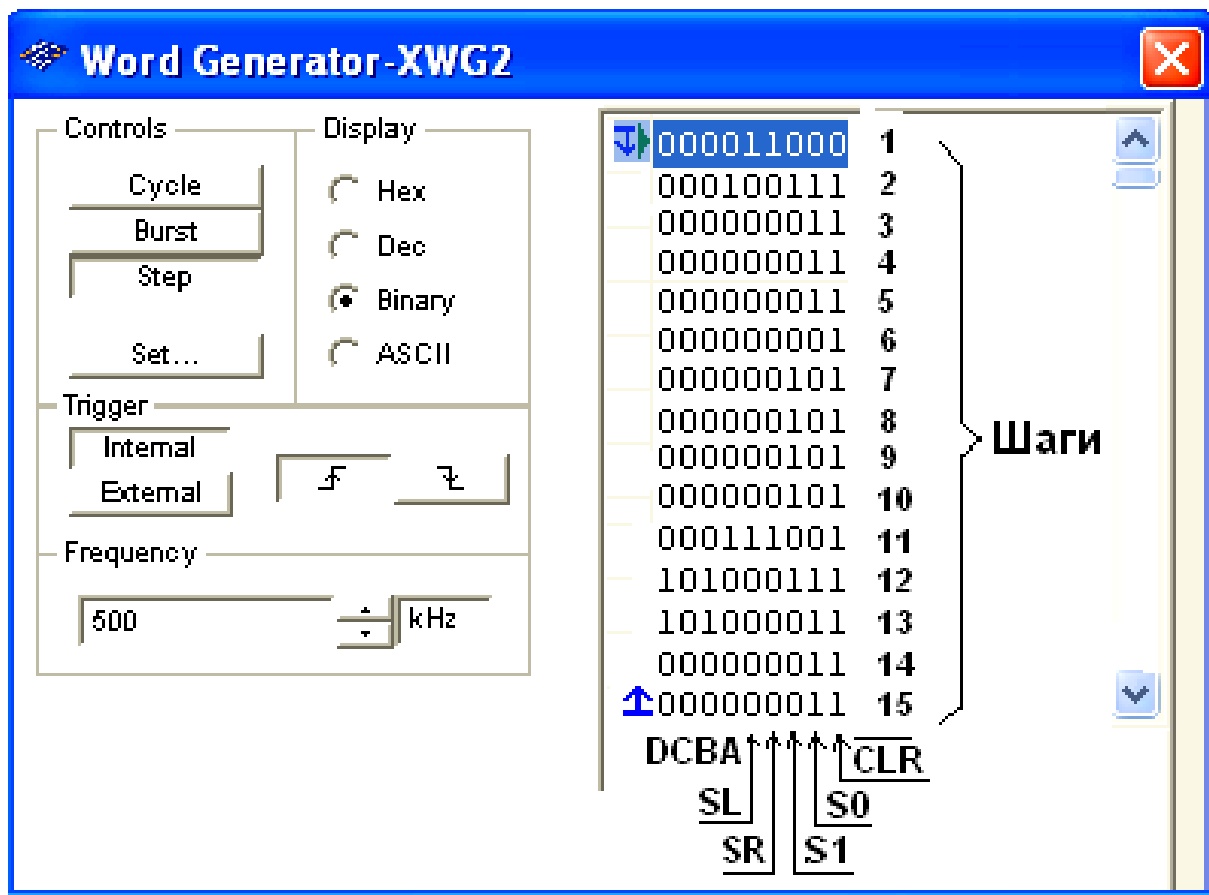 Word Generator-XWG2
Controls
Cycle
Burst
Step
Set...
Display
Hex
Dec
Binary
ASCII
Trigger
Internal
External
Frequency
500 kHz
000011000 1
000100111 2
000000011 3
000000011 4
000000011 5
000000001 6
000000101 7
000000101 8
000000101 9
000000101 10
000111001 11
101000111 12
101000011 13
000000011 14
000000011 15
Шаги
DCBA
CLR
SL
S0
SR
S1